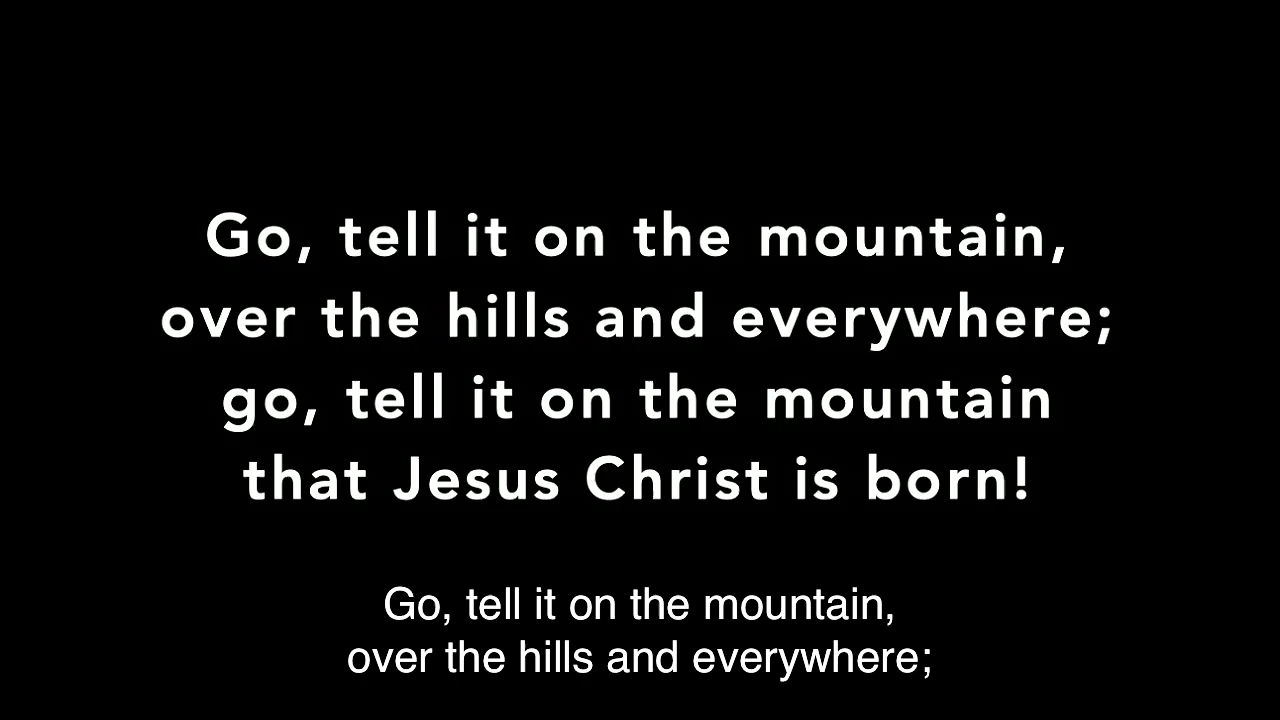 Go, tell it on the mountain,
over the hills and everywhere;
go, tell it on the mountain
that Jesus Christ is born!
Go, tell it on the mountain,
over the hills and everywhere;